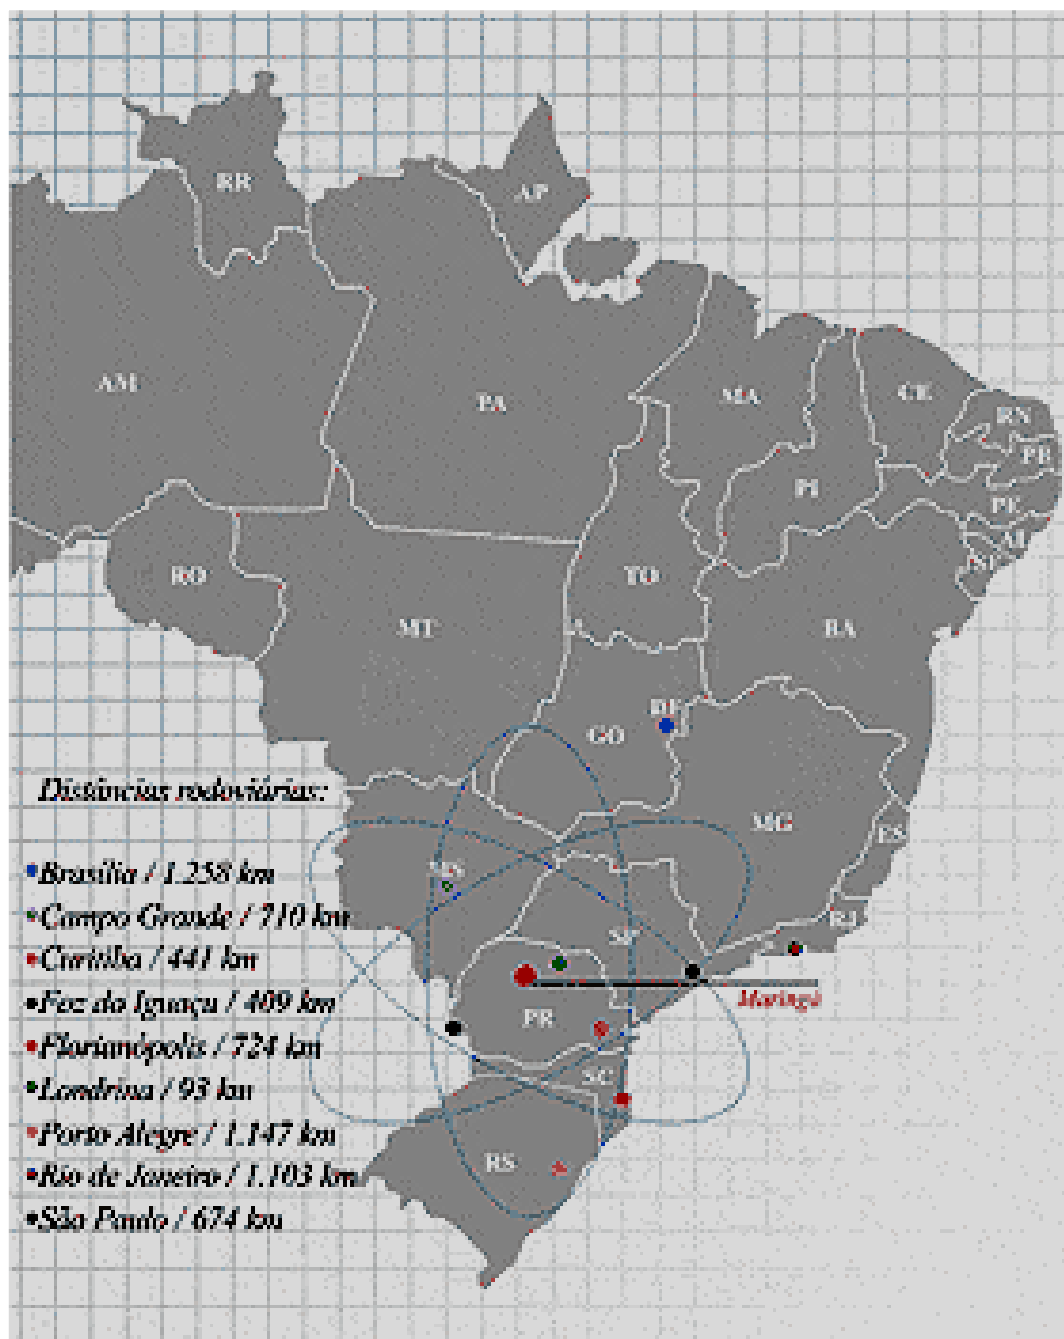 RR
AP
AM
PA
MA
CE
RN
PB
PI
PE
AL
RO
TO
MT
BA
DF
GO
Distâncias rodoviárias:
MG
ES
Brasília / 1.258 km
Campo Grande / 710 km
RJ
Curitiba / 441 km
SP
Foz do Iguaçu / 409 km
Maringá
PR
Florianópolis / 724 km
SC
Londrina / 93 km
Porto Alegre / 1.147 km
RS
Rio de Janeiro / 1.103 km
São Paulo / 674 km